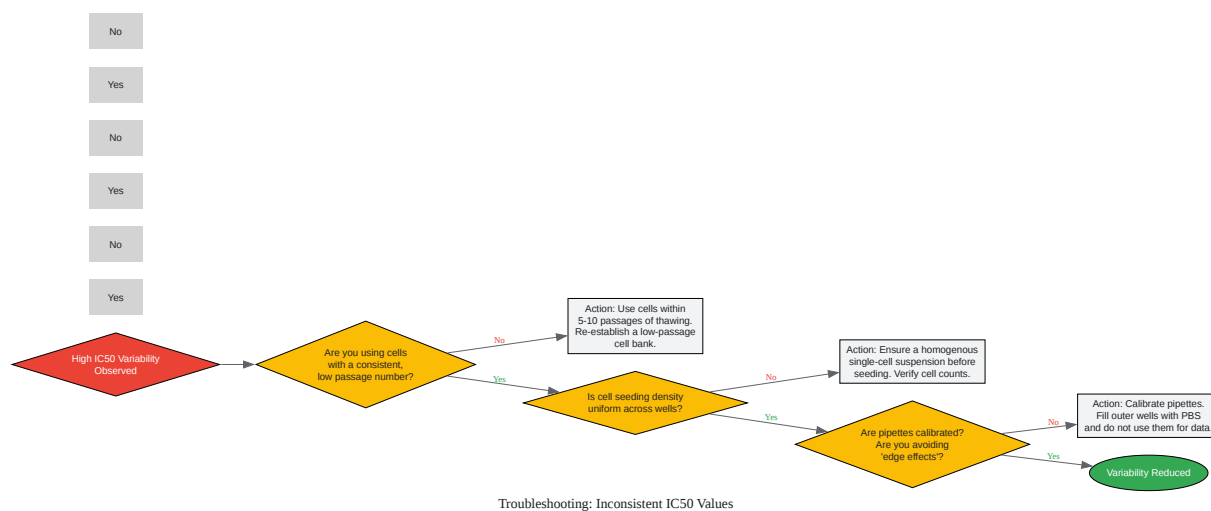 No
Yes
No
Yes
No
Yes
High IC50 Variability
Observed
Are you using cells
with a consistent,
low passage number?
No
Yes
Action: Use cells within
5-10 passages of thawing.
Re-establish a low-passage
cell bank.
Is cell seeding density
uniform across wells?
No
Yes
Action: Ensure a homogenous
single-cell suspension before
seeding. Verify cell counts.
Are pipettes calibrated?
Are you avoiding
'edge effects'?
No
Yes
Action: Calibrate pipettes.
Fill outer wells with PBS
and do not use them for data.
Variability Reduced
Troubleshooting: Inconsistent IC50 Values